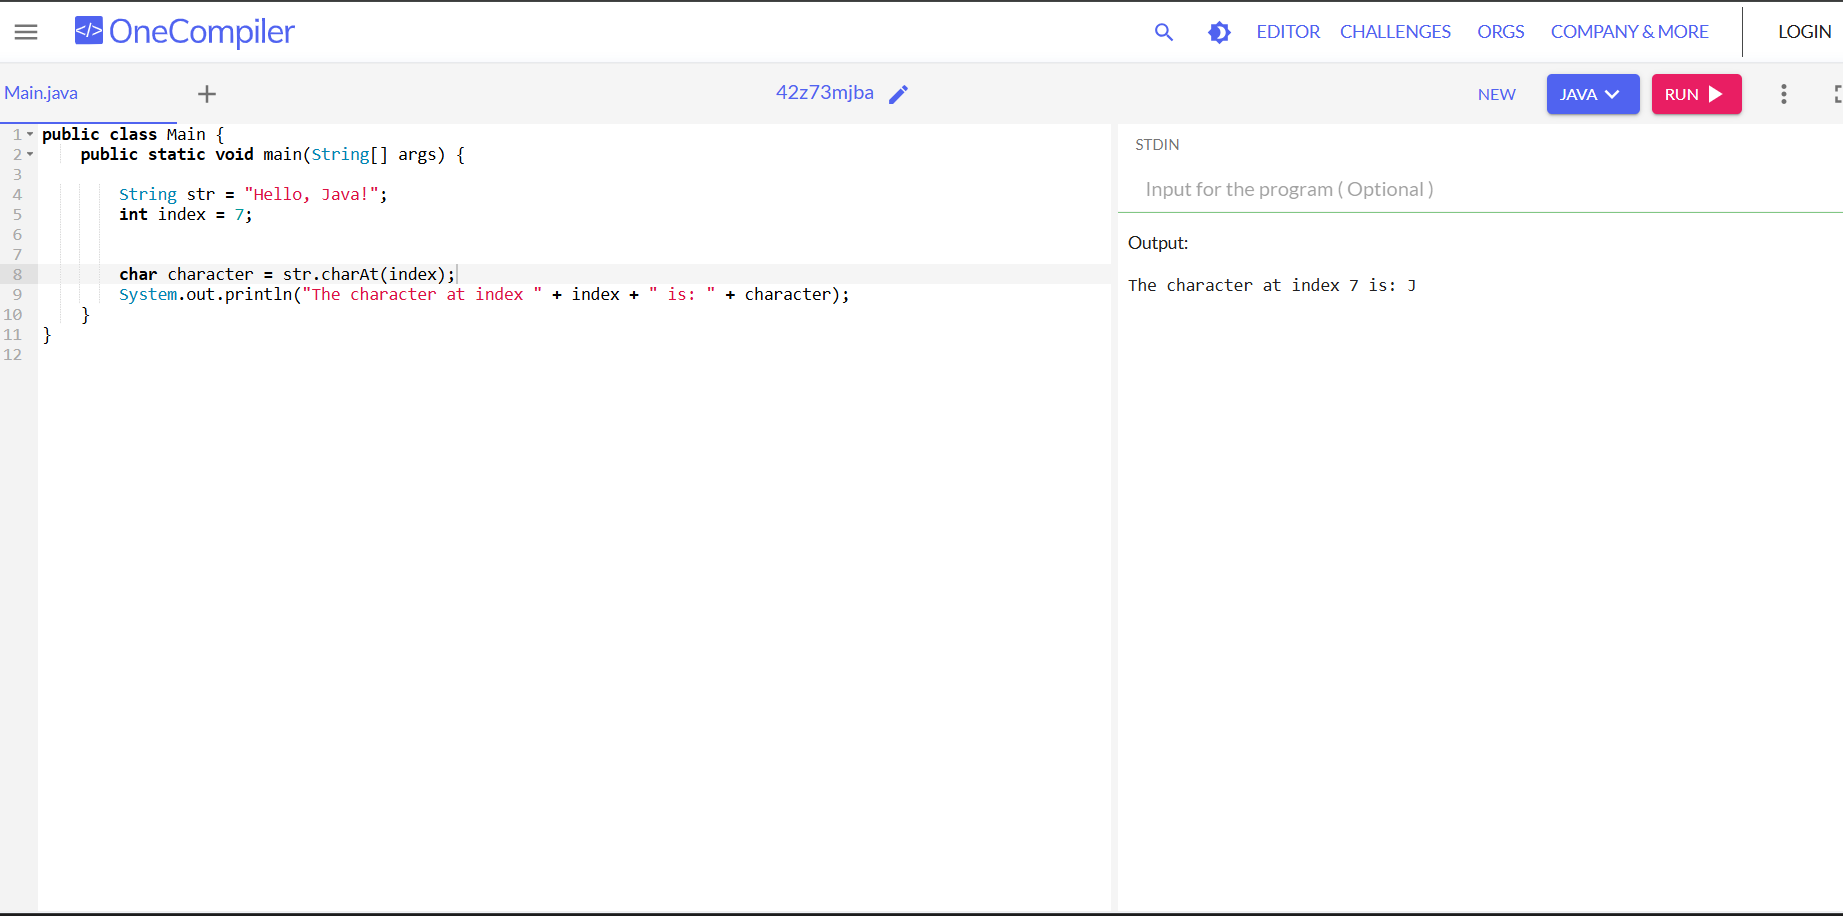 </> OneCompiler
EDITOR CHALLENGES ORGS COMPANY & MORE LOGIN
Main.java
42z73mjba
NEW JAVA RUN
1 public class Main {
2     public static void main(String[] args) {
3
4         String str = "Hello, Java!";
5         int index = 7;
6
7
8         char character = str.charAt(index);
9         System.out.println("The character at index " + index + " is: " + character);
10     }
11 }
12
STDIN
Input for the program ( Optional )
Output:
The character at index 7 is: J